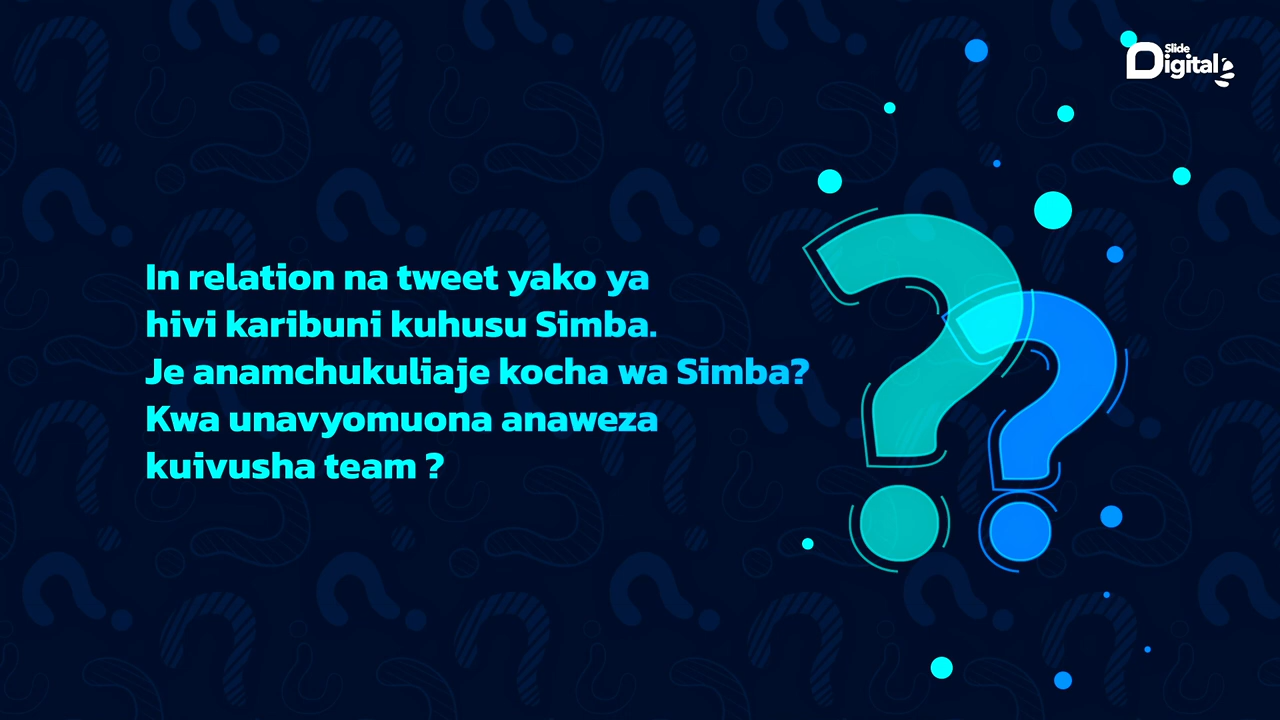 Slide
Digital
In relation na tweet yako ya
hivi karibuni kuhusu Simba.
Je anamchukuliaje kocha wa Simba?
Kwa unavyomuona anaweza
kuivusha team ?